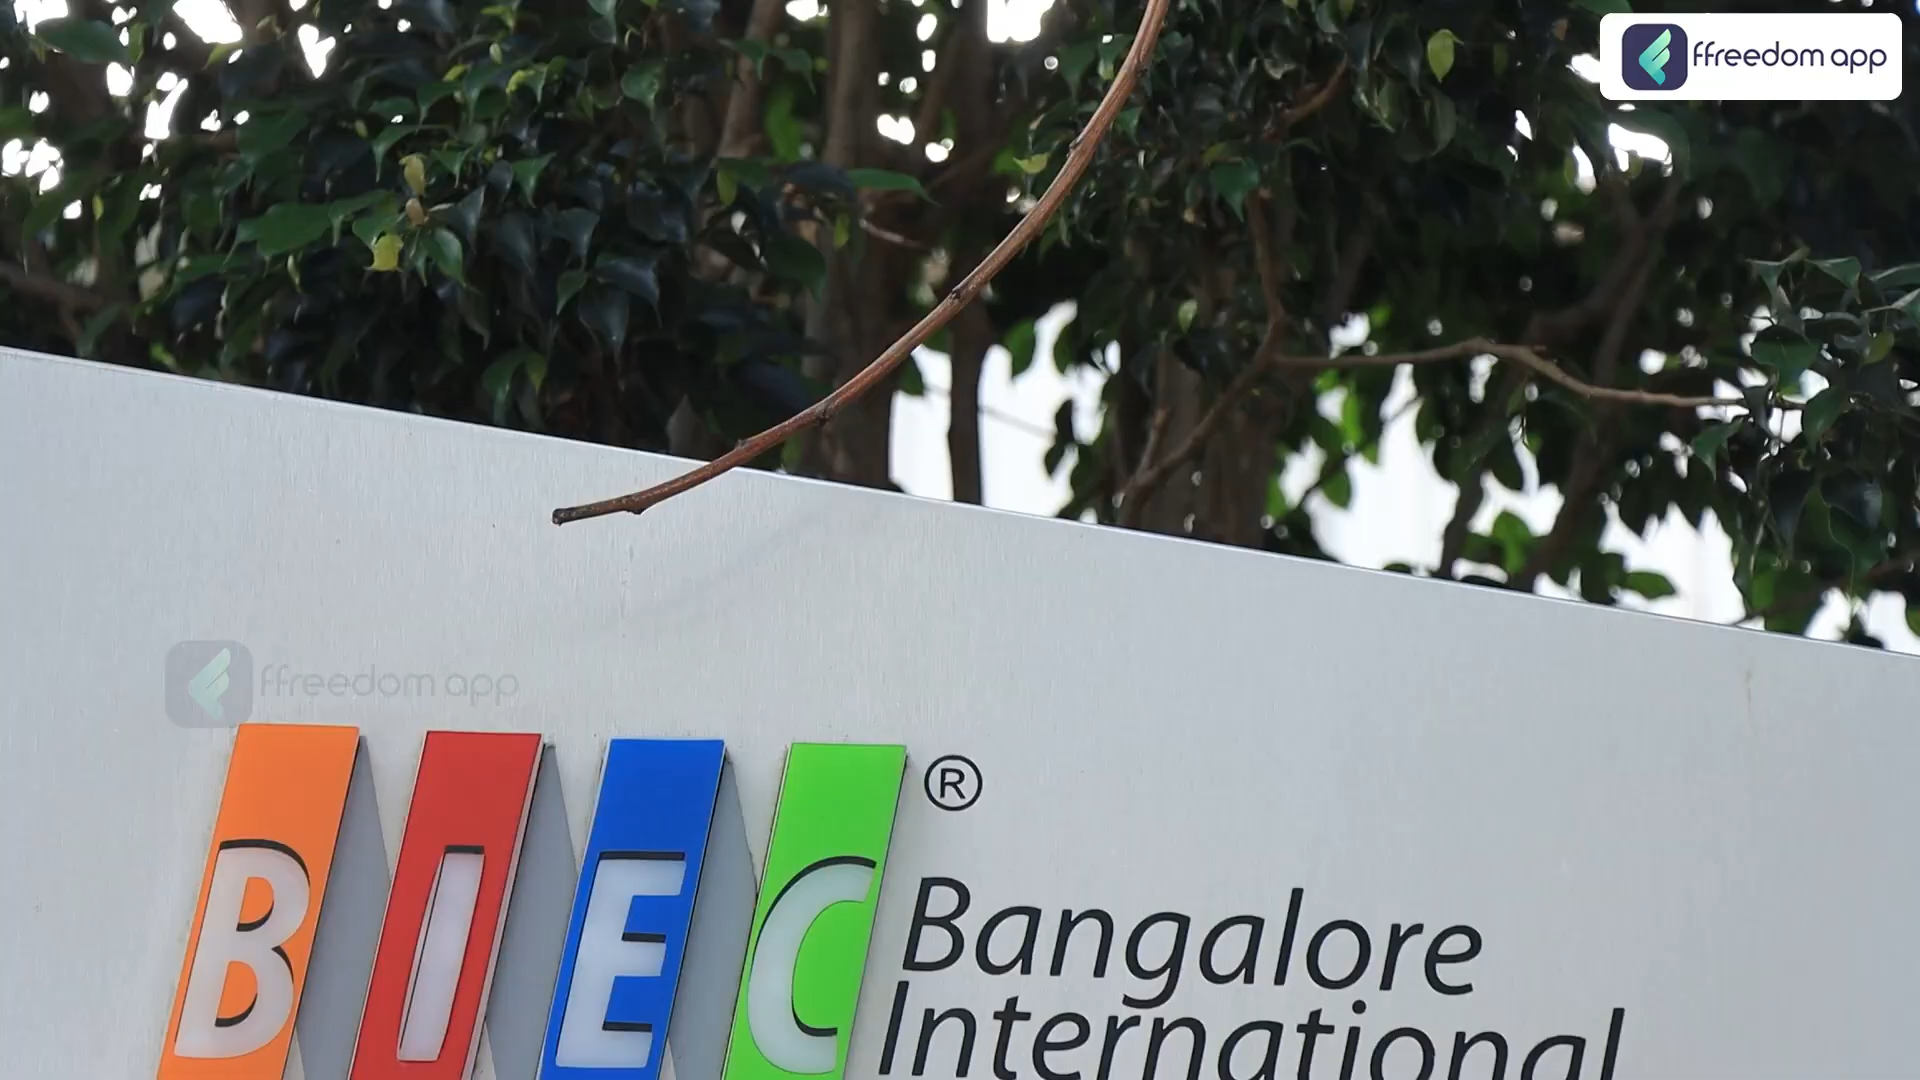 ffreedom app
ffreedom app
BIEC®
Bangalore
International